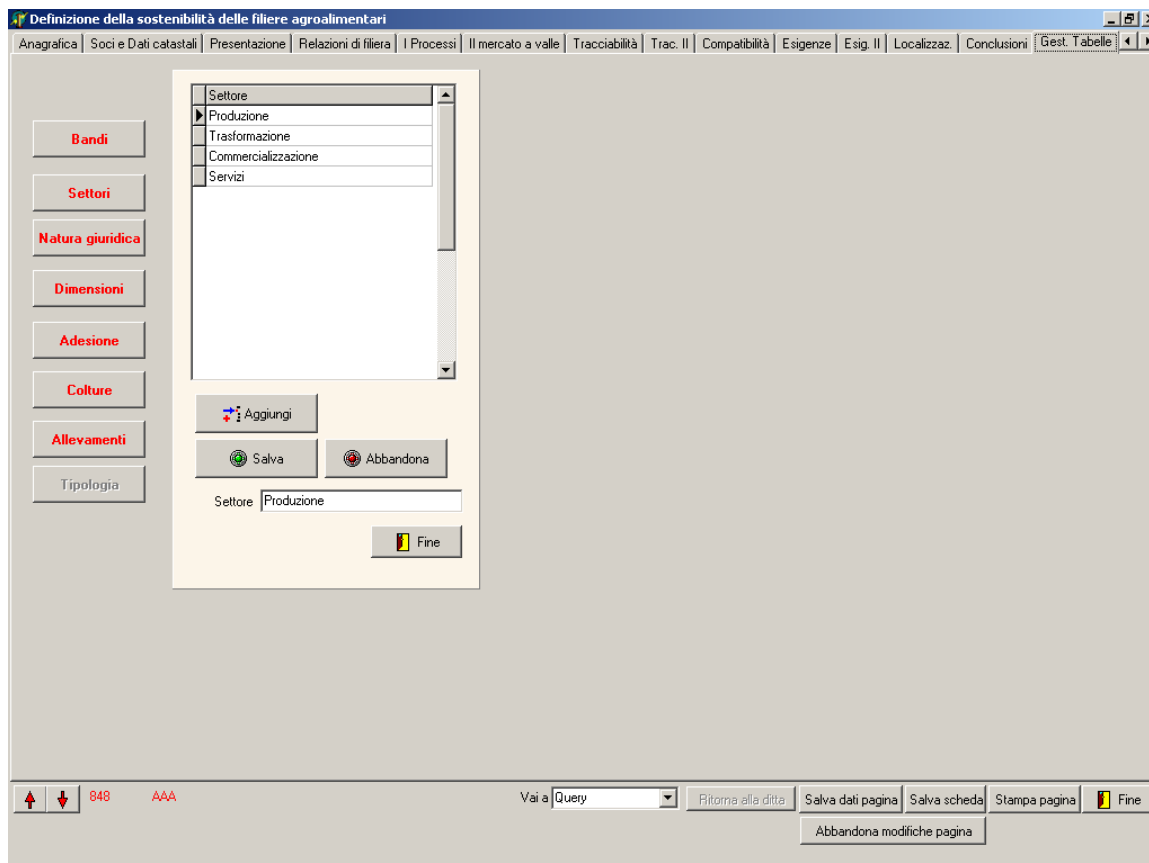 Definizione della sostenibilità delle filiere agroalimentari
Anagrafica Soci e Dati catastali Presentazione Relazioni di filiera I Processi Il mercato a valle Tracciabilità Trac. II Compatibilità Esigenze Esig. II Localizzaz. Conclusioni Gest. Tabelle
Settore
Produzione
Trasformazione
Commercializzazione
Servizi
Bandi
Settori
Natura giuridica
Dimensioni
Adesione
Colture
Allevamenti
Tipologia
Aggiungi
Salva Abbandona
Settore Produzione
Fine
848 AAA Vai a Query Ritorna alla ditta Salva dati pagina Salva scheda Stampa pagina Fine
Abbandona modifiche pagina